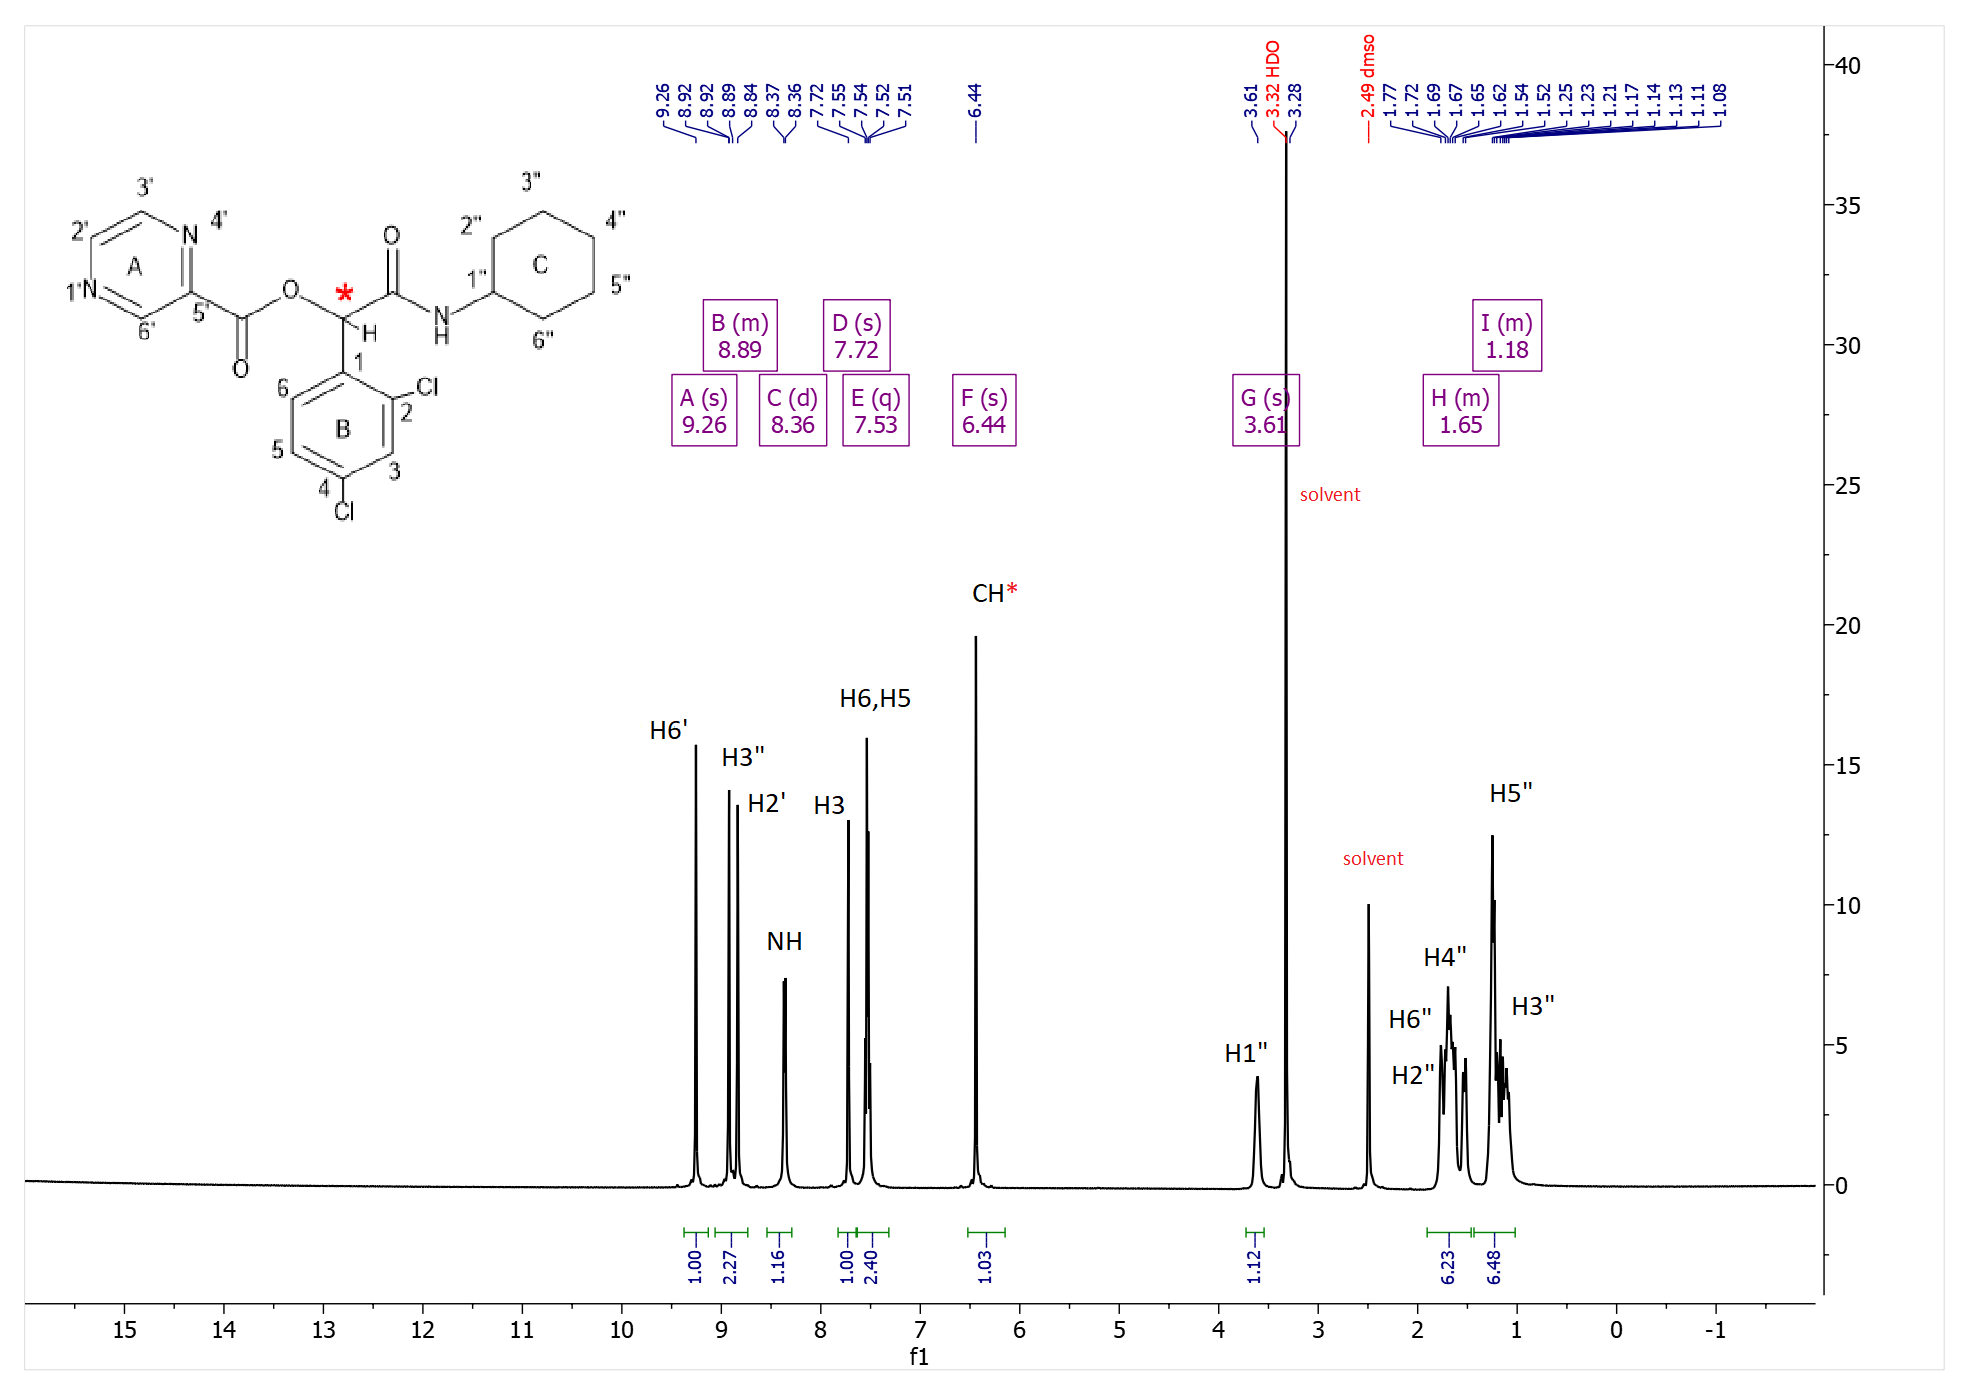 9.26
8.92
8.92
8.89
8.84
8.37
8.36
7.72
7.55
7.54
7.52
7.51
6.44
3.61
3.32 HDO
3.28
2.49 dmso
1.77
1.72
1.69
1.67
1.65
1.62
1.54
1.52
1.25
1.23
1.21
1.17
1.14
1.13
1.11
1.08
3'
2'
4'
N
A
1'N
6'
5'
O
O
*
H
O
N
H
1"
2"
3"
4"
5"
6"
C
1
Cl
2
3
4
Cl
5
6
B
B (m)
8.89
D (s)
7.72
I (m)
1.18
A (s)
9.26
C (d)
8.36
E (q)
7.53
F (s)
6.44
G (s)
3.61
H (m)
1.65
solvent
CH*
H6'
H3"
H2'
NH
H3
H6,H5
H1"
solvent
H4"
H6"
H2"
H5"
H3"
40
35
30
25
20
15
10
5
0
1.00
2.27
1.16
1.00
2.40
1.03
1.12
6.23
6.48
15 14 13 12 11 10 9 8 7 6 5 4 3 2 1 0 -1
f1